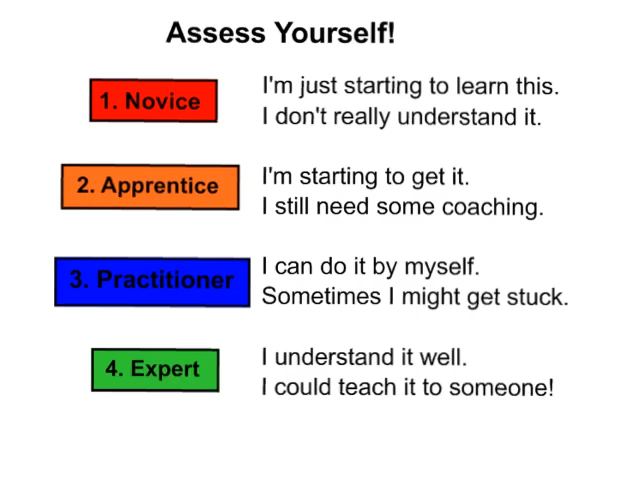 Assess Yourself!
1. Novice
I'm just starting to learn this.
I don't really understand it.
2. Apprentice
I'm starting to get it.
I still need some coaching.
3. Practitioner
I can do it by myself.
Sometimes I might get stuck.
4. Expert
I understand it well.
I could teach it to someone!